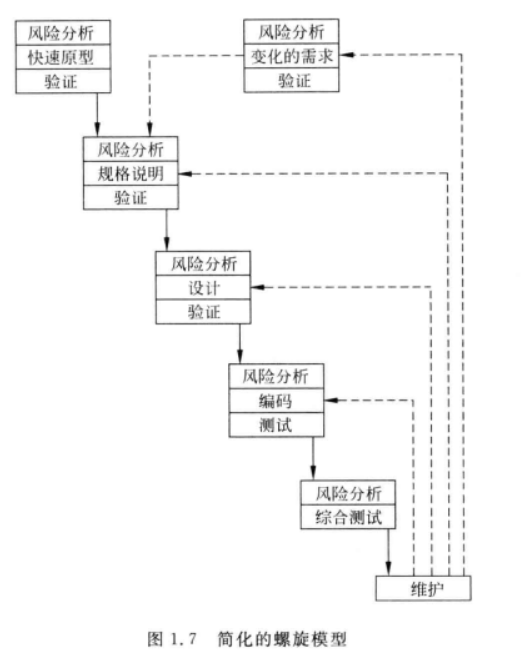 风险分析
快速原型
验证
风险分析
变化的需求
验证
风险分析
规格说明
验证
风险分析
设计
验证
风险分析
编码
测试
风险分析
综合测试
维护
图 1.7 简化的螺旋模型